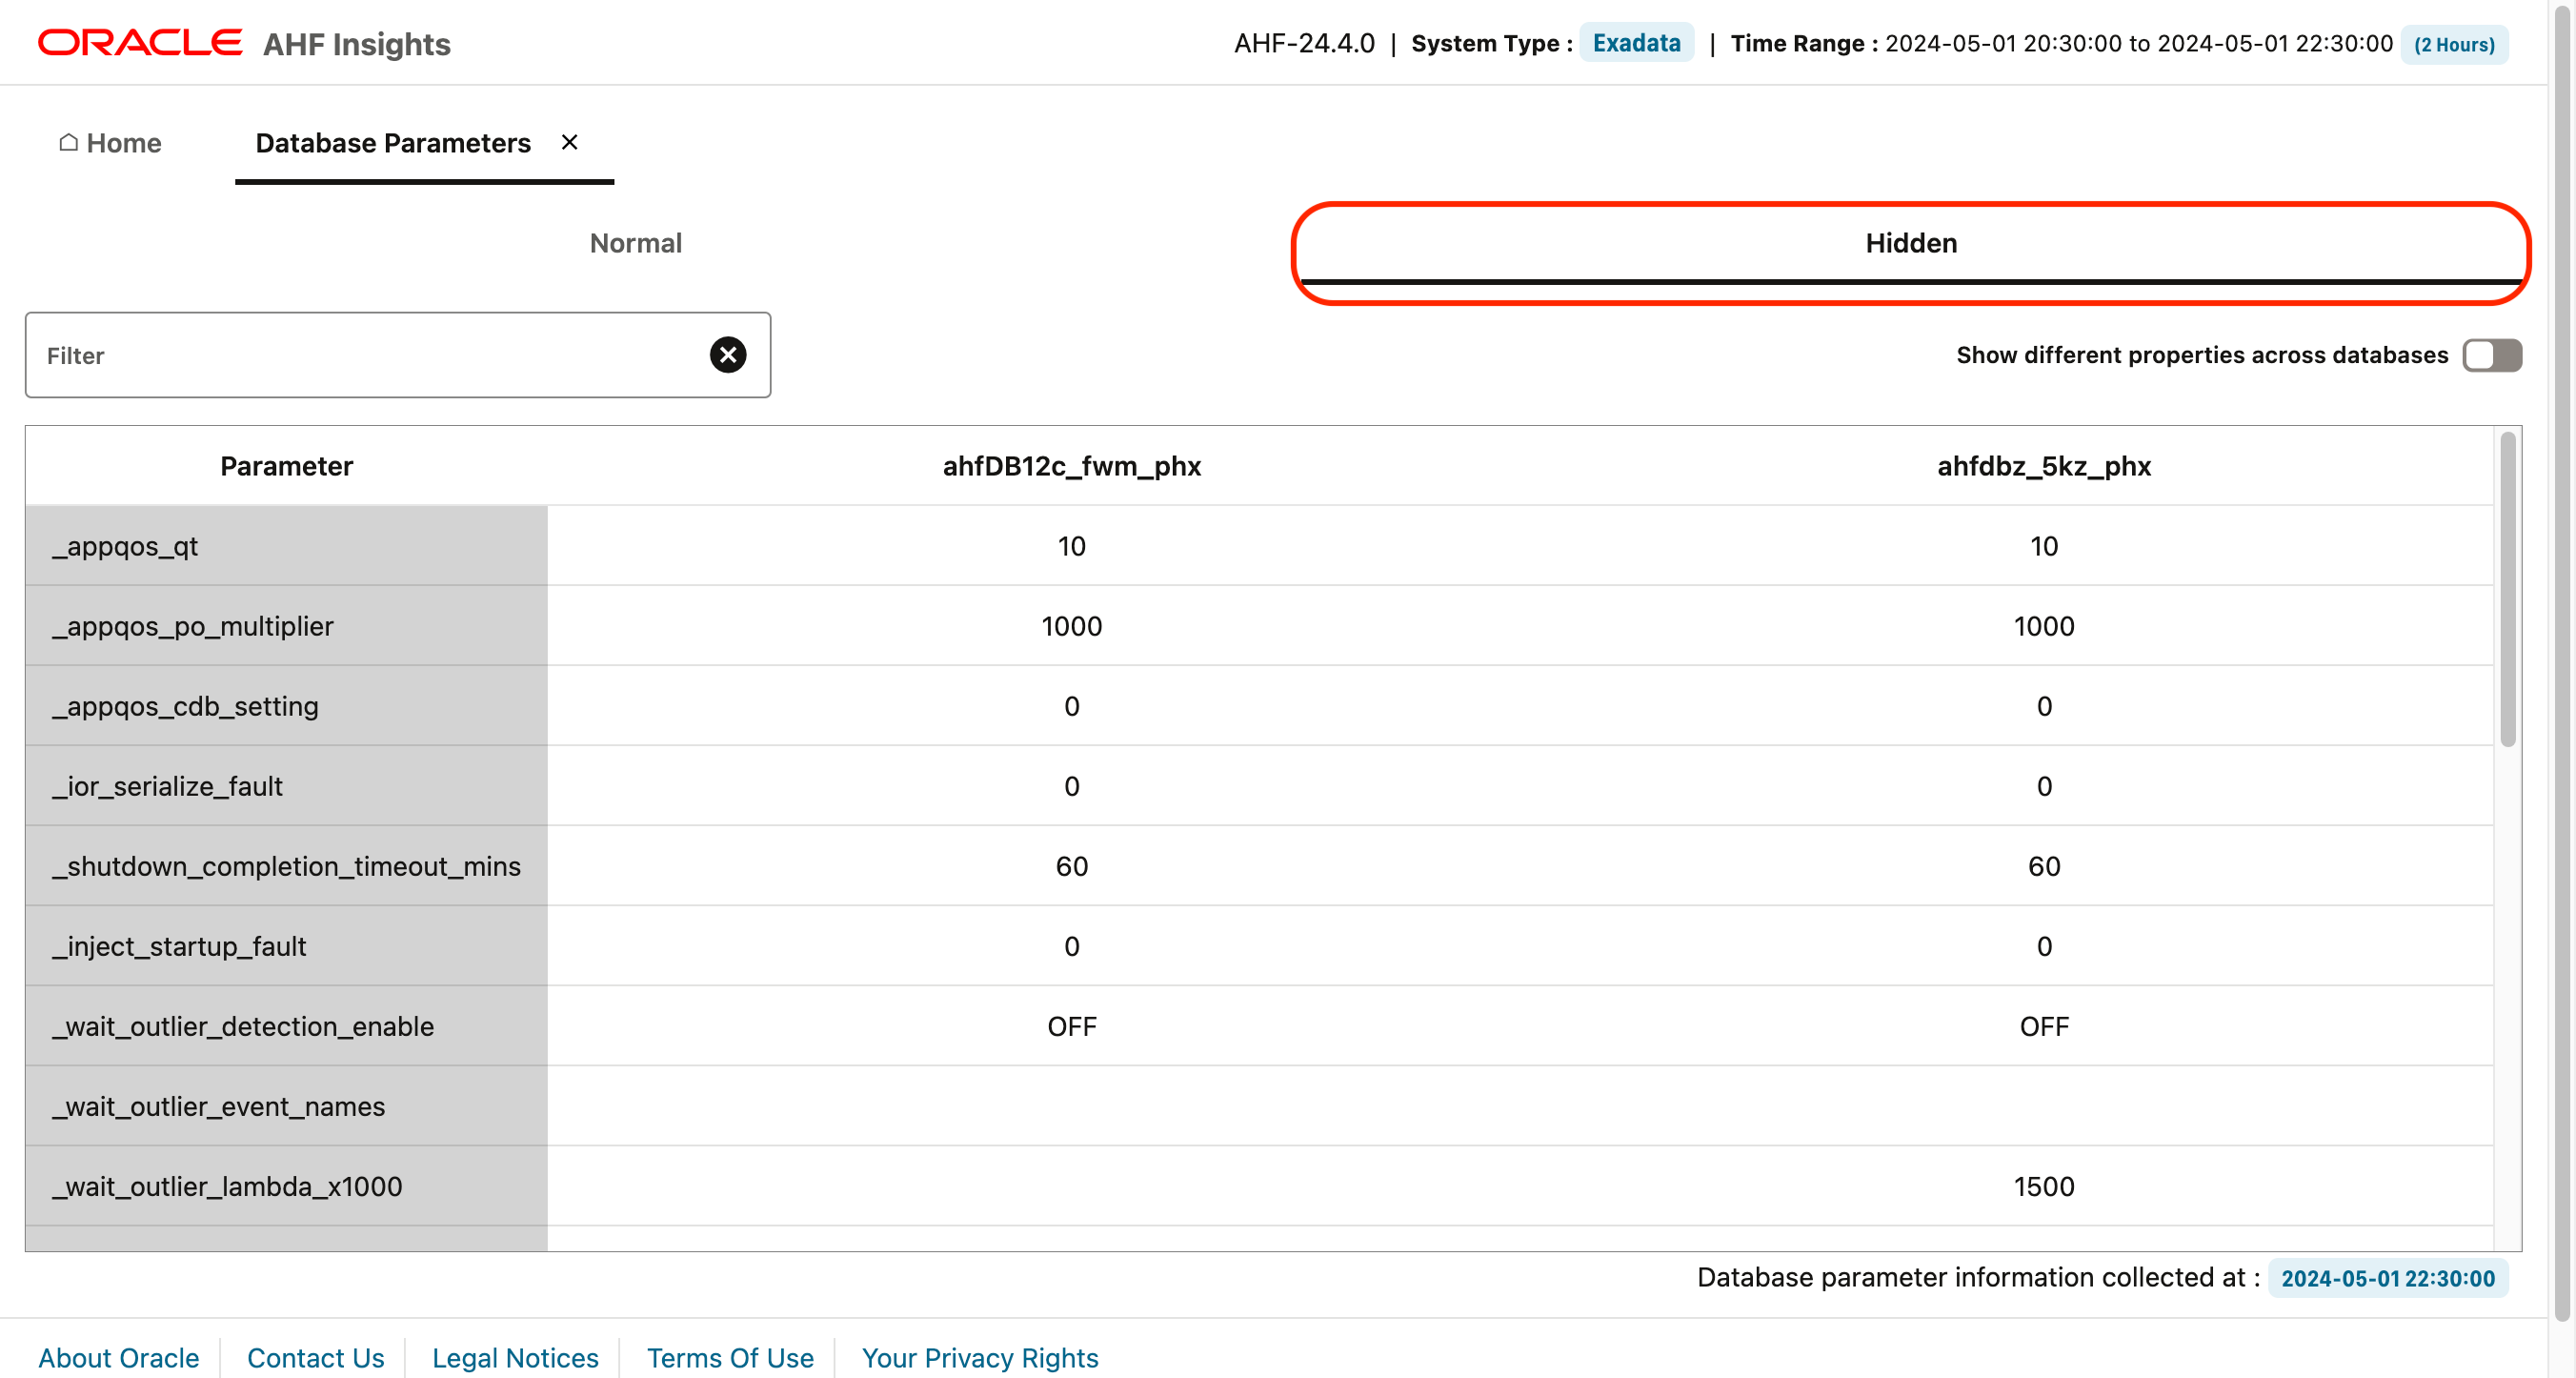 ORACLE AHF Insights
AHF-24.4.0 | System Type : Exadata | Time Range : 2024-05-01 20:30:00 to 2024-05-01 22:30:00 (2 Hours)
Home Database Parameters ×
Normal Hidden
Filter Show different properties across databases
Parameter ahfDB12c_fwm_phx ahfdbz_5kz_phx
_appqos_qt 10 10
_appqos_po_multiplier 1000 1000
_appqos_cdb_setting 0 0
_ior_serialize_fault 0 0
_shutdown_completion_timeout_mins 60 60
_inject_startup_fault 0 0
_wait_outlier_detection_enable OFF OFF
_wait_outlier_event_names
_wait_outlier_lambda_x1000 1500
Database parameter information collected at : 2024-05-01 22:30:00
About Oracle Contact Us Legal Notices Terms Of Use Your Privacy Rights